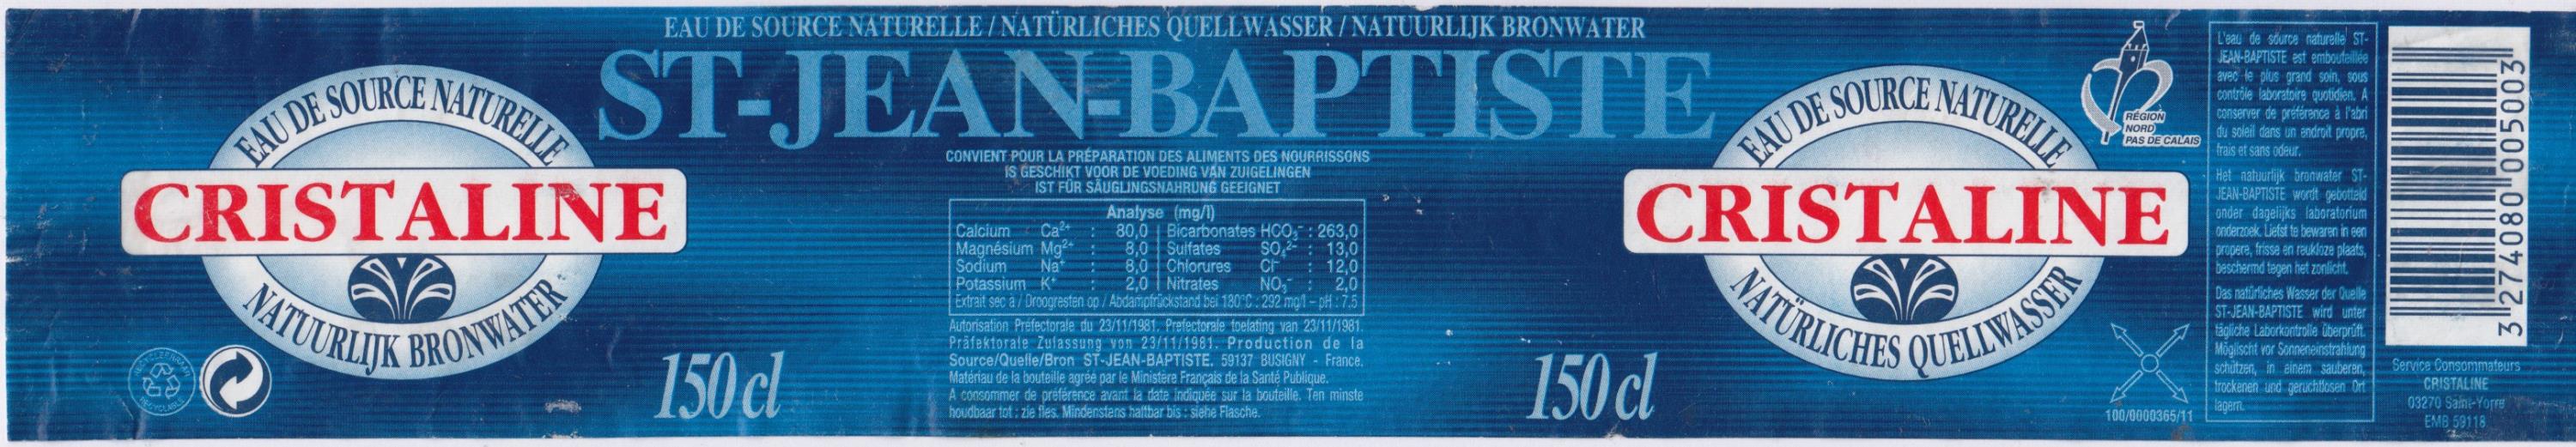 EAU DE SOURCE NATURELLE / NATÜRLICHES QUELLWASSER / NATUURLIJK BRONWATER
ST-JEAN-BAPTISTE
EAU DE SOURCE NATURELLE
CRISTALINE
NATUURLIJK BRONWATER
RECYCLABLE
150 cl
CONVIENT POUR LA PRÉPARATION DES ALIMENTS DES NOURRISSONS
IS GESCHIKT VOOR DE VOEDING VAN ZUIGELINGEN
IST FÜR SÄUGLINGSNAHRUNG GEEIGNET
Analyse (mg/l)
Calcium Ca²⁺ : 80,0 Bicarbonates HCO₃⁻ : 263,0
Magnésium Mg²⁺ : 8,0 Sulfates SO₄²⁻ : 13,0
Sodium Na⁺ : 8,0 Chlorures Cl⁻ : 12,0
Potassium K⁺ : 2,0 Nitrates NO₃⁻ : 2,0
Extrait sec à / Droogresten op / Abdampfrückstand bei 180°C : 292 mg/l – pH : 7.5
Autorisation Préfectorale du 23/11/1981. Prefectorale toelating van 23/11/1981.
Präfektorale Zulassung von 23/11/1981. Production de la
Source/Quelle/Bron ST-JEAN-BAPTISTE. 59137 BUSIGNY - France.
Matériau de la bouteille agréé par le Ministère Français de la Santé Publique.
A consommer de préférence avant la date indiquée sur la bouteille. Ten minste
houdbaar tot : zie fles. Mindenstens haltbar bis : siehe Flasche.
150 cl
EAU DE SOURCE NATURELLE
CRISTALINE
NATÜRLICHES QUELLWASSER
RÉGION
NORD
PAS DE CALAIS
100/0000365/11
L'eau de source naturelle ST-
JEAN-BAPTISTE est embouteillée
avec le plus grand soin, sous
contrôle laboratoire quotidien. A
conserver de préférence à l'abri
du soleil dans un endroit propre,
frais et sans odeur.
Het natuurlijk bronwater ST-
JEAN-BAPTISTE wordt gebotteld
onder dagelijks laboratorium
onderzoek. Liefst te bewaren in een
propere, frisse en reukloze plaats,
beschermd tegen het zonlicht.
Das natürliches Wasser der Quelle
ST-JEAN-BAPTISTE wird unter
tägliche Laborkontrolle überprüft.
Möglischt vor Sonneneinstrahlung
schützen, in einem sauberen,
trockenen und geruchtlosen Ort
lagern.
3 274080 005003
Service Consommateurs
CRISTALINE
03270 Saint-Yorre
EMB 59118